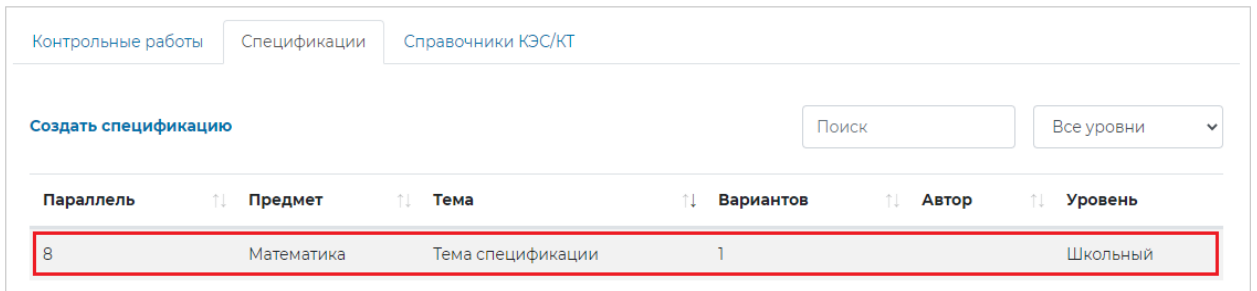 Контрольные работы Спецификации Справочники КЭС/КТ
Создать спецификацию Поиск Все уровни
Параллель Предмет Тема Вариантов Автор Уровень
8 Математика Тема спецификации 1 Школьный